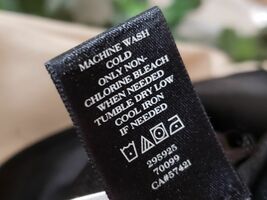 MACHINE WASH
COLD
ONLY NON-
CHLORINE BLEACH
WHEN NEEDED
TUMBLE DRY LOW
COOL IRON
IF NEEDED
295925
70099
CA#57421